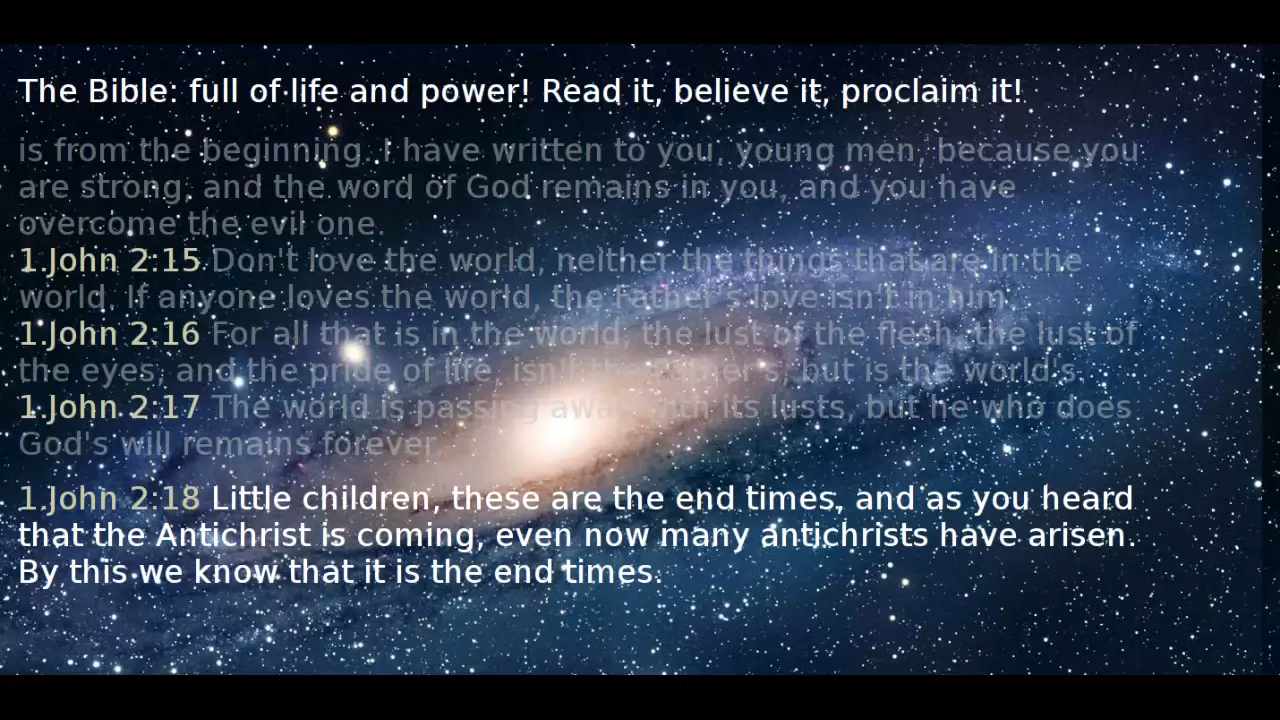 The Bible: full of life and power! Read it, believe it, proclaim it!
is from the beginning. I have written to you, young men, because you
are strong, and the word of God remains in you, and you have
overcome the evil one.
1.John 2:15 Don't love the world, neither the things that are in the
world. If anyone loves the world, the Father's love isn't in him.
1.John 2:16 For all that is in the world, the lust of the flesh, the lust of
the eyes, and the pride of life, isn't the Father's, but is the world's.
1.John 2:17 The world is passing away with its lusts, but he who does
God's will remains forever.
1.John 2:18 Little children, these are the end times, and as you heard
that the Antichrist is coming, even now many antichrists have arisen.
By this we know that it is the end times.